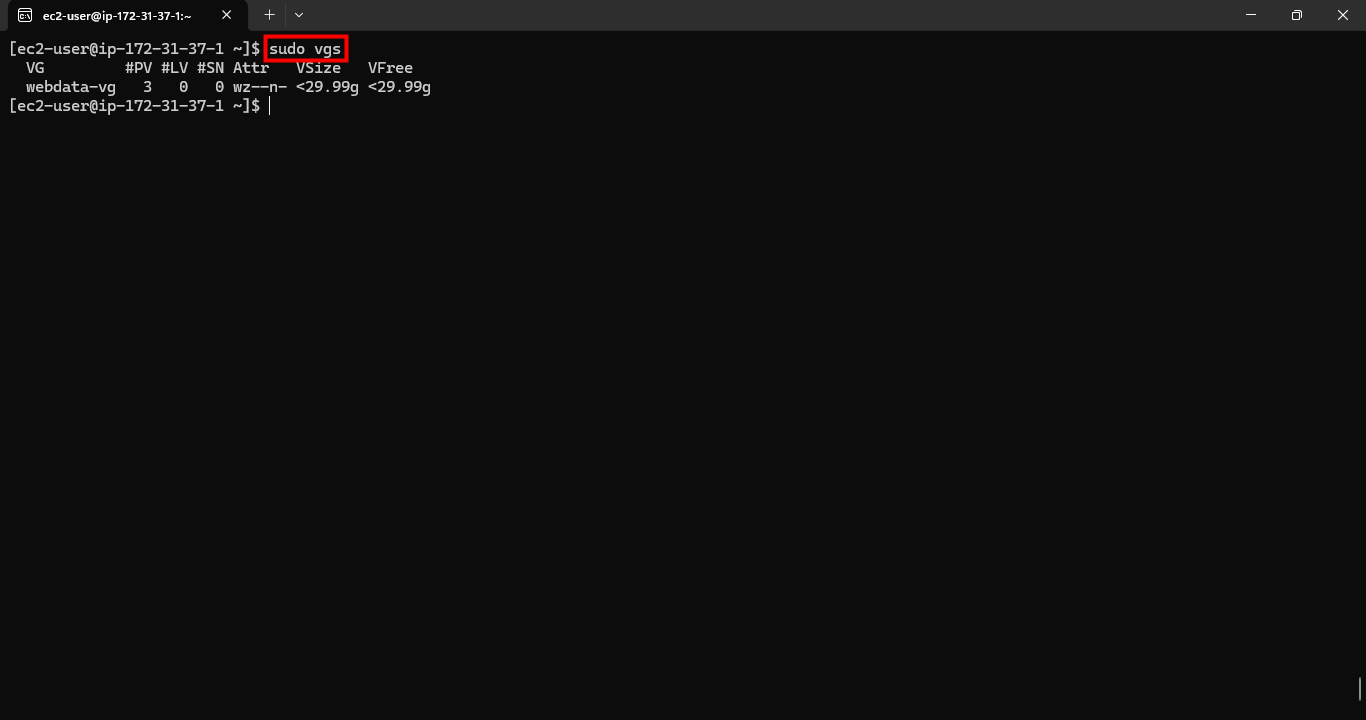 ec2-user@ip-172-31-37-1:~
[ec2-user@ip-172-31-37-1 ~]$ sudo vgs
  VG         #PV #LV #SN Attr   VSize   VFree
  webdata-vg   3   0   0 wz--n- <29.99g <29.99g
[ec2-user@ip-172-31-37-1 ~]$